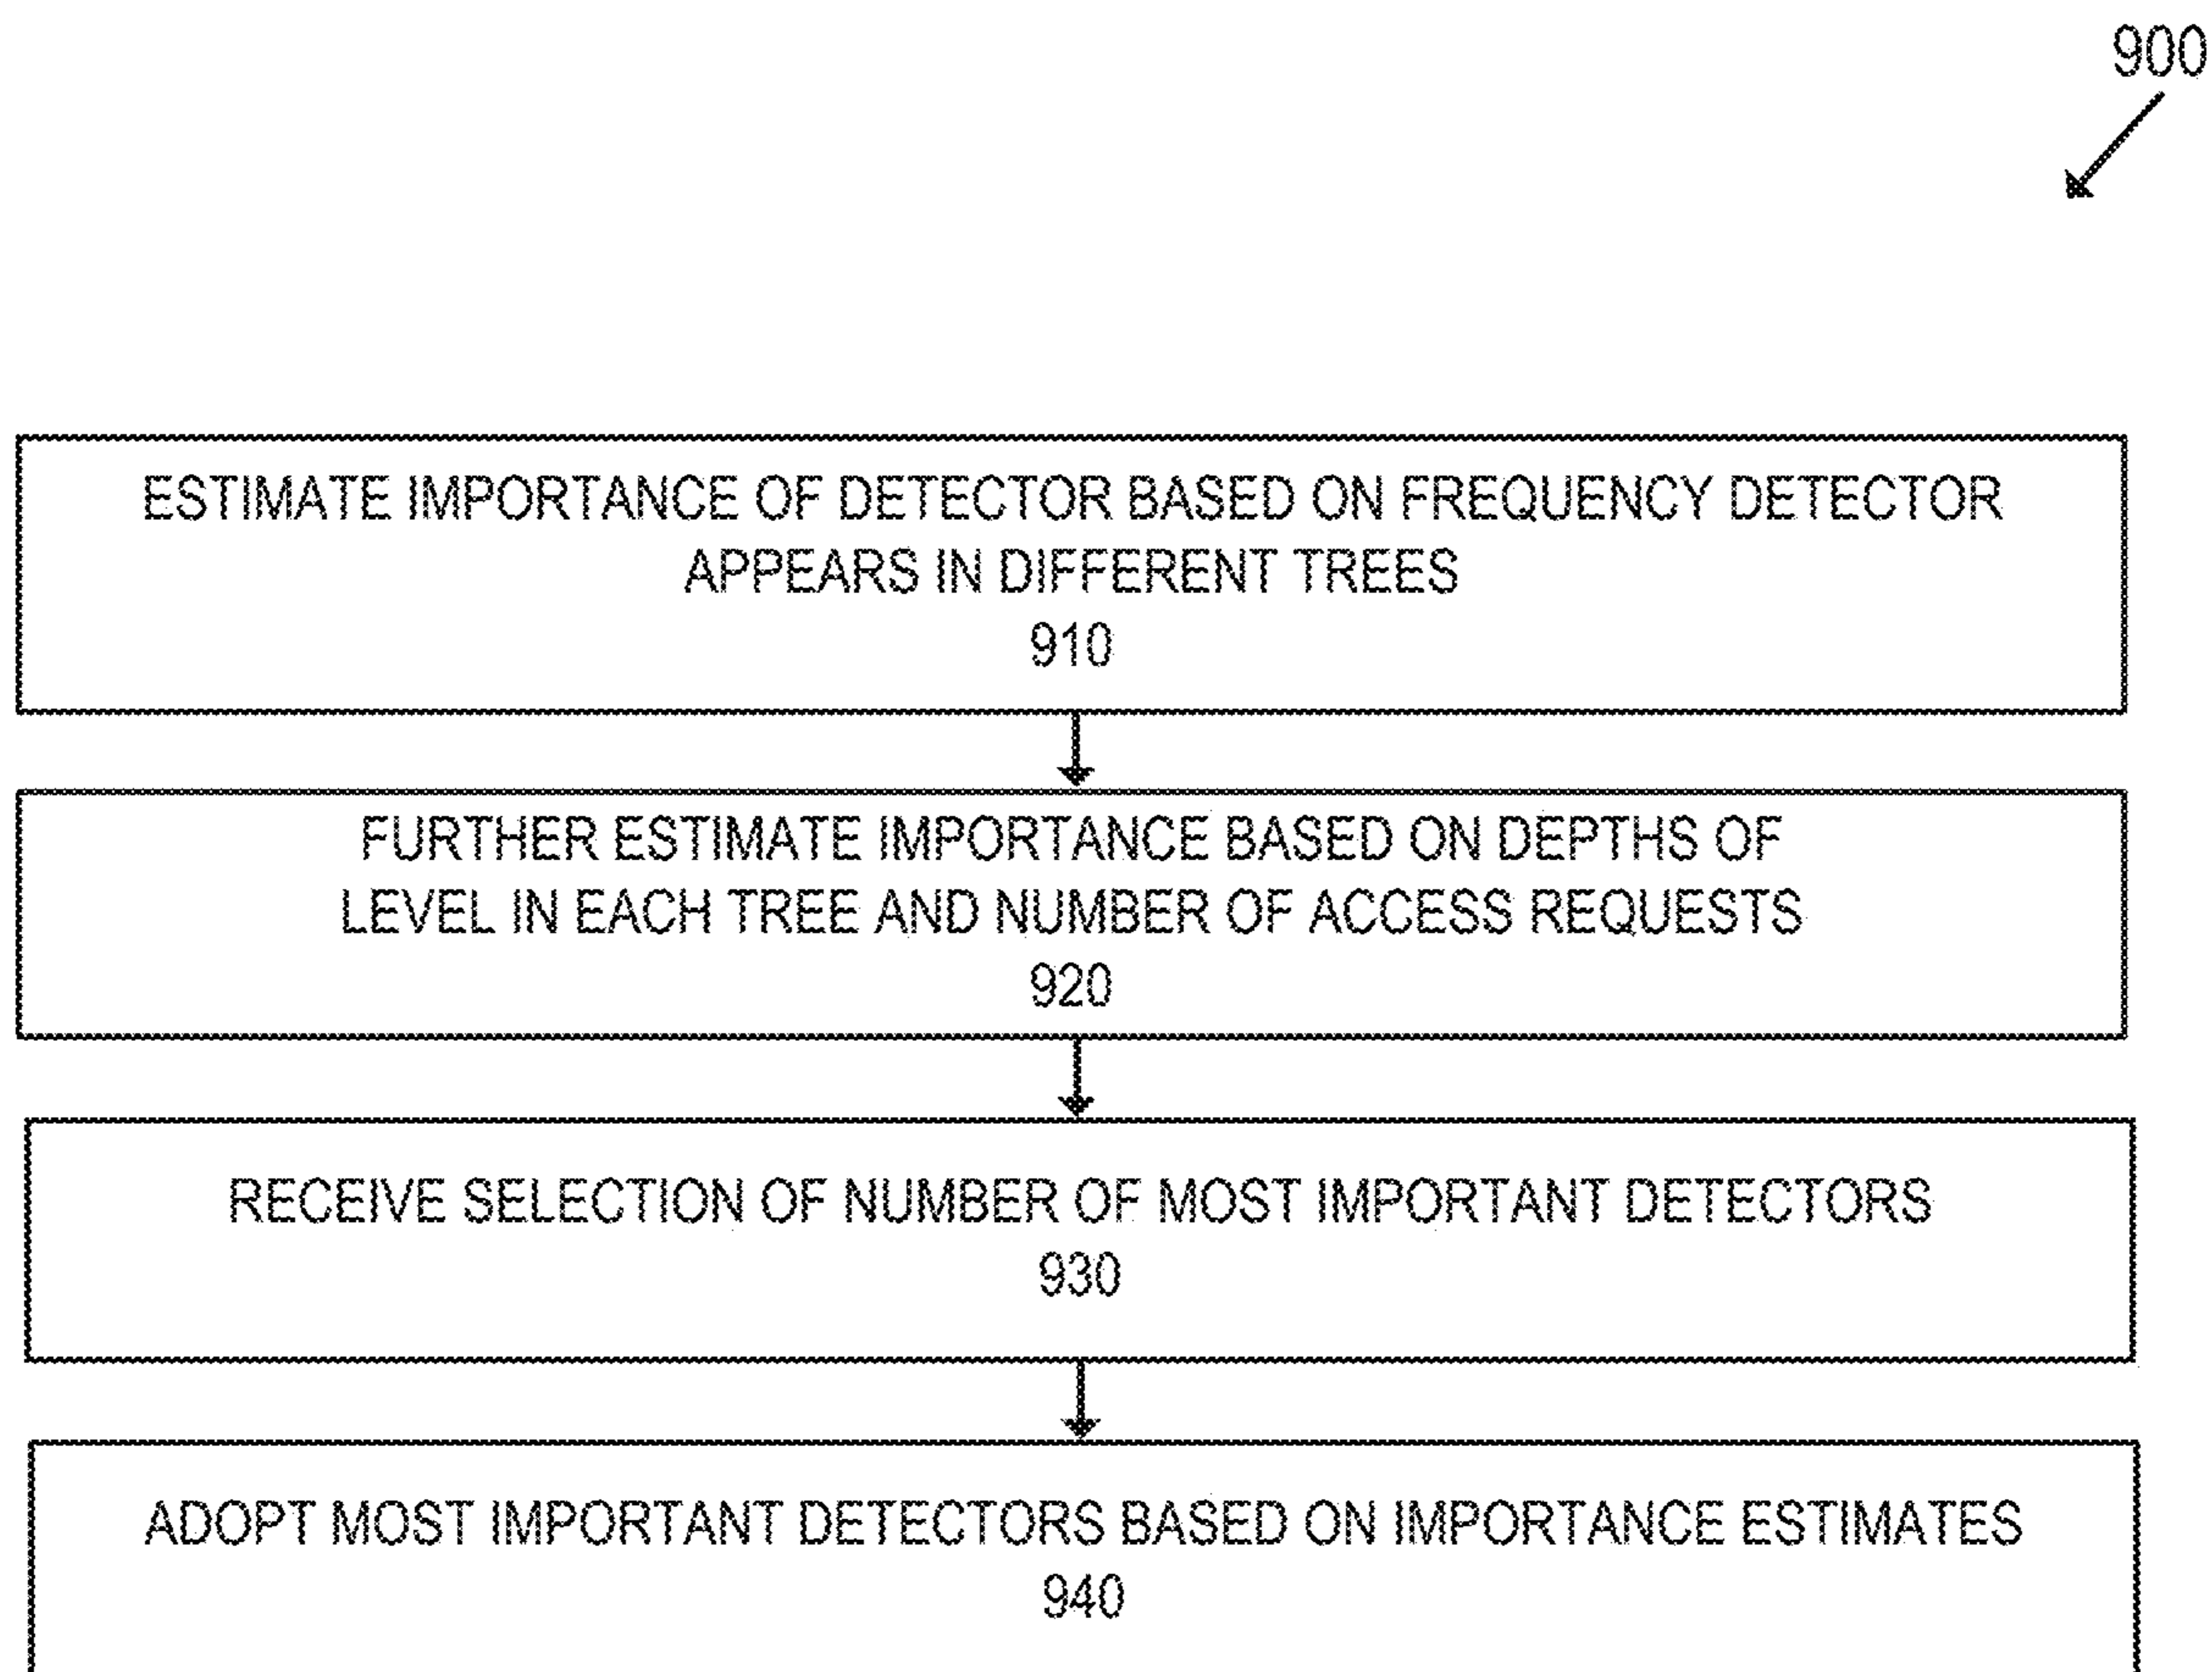 900
ESTIMATE IMPORTANCE OF DETECTOR BASED ON FREQUENCY DETECTOR
APPEARS IN DIFFERENT TREES
910
FURTHER ESTIMATE IMPORTANCE BASED ON DEPTHS OF
LEVEL IN EACH TREE AND NUMBER OF ACCESS REQUESTS
920
RECEIVE SELECTION OF NUMBER OF MOST IMPORTANT DETECTORS
930
ADOPT MOST IMPORTANT DETECTORS BASED ON IMPORTANCE ESTIMATES
940